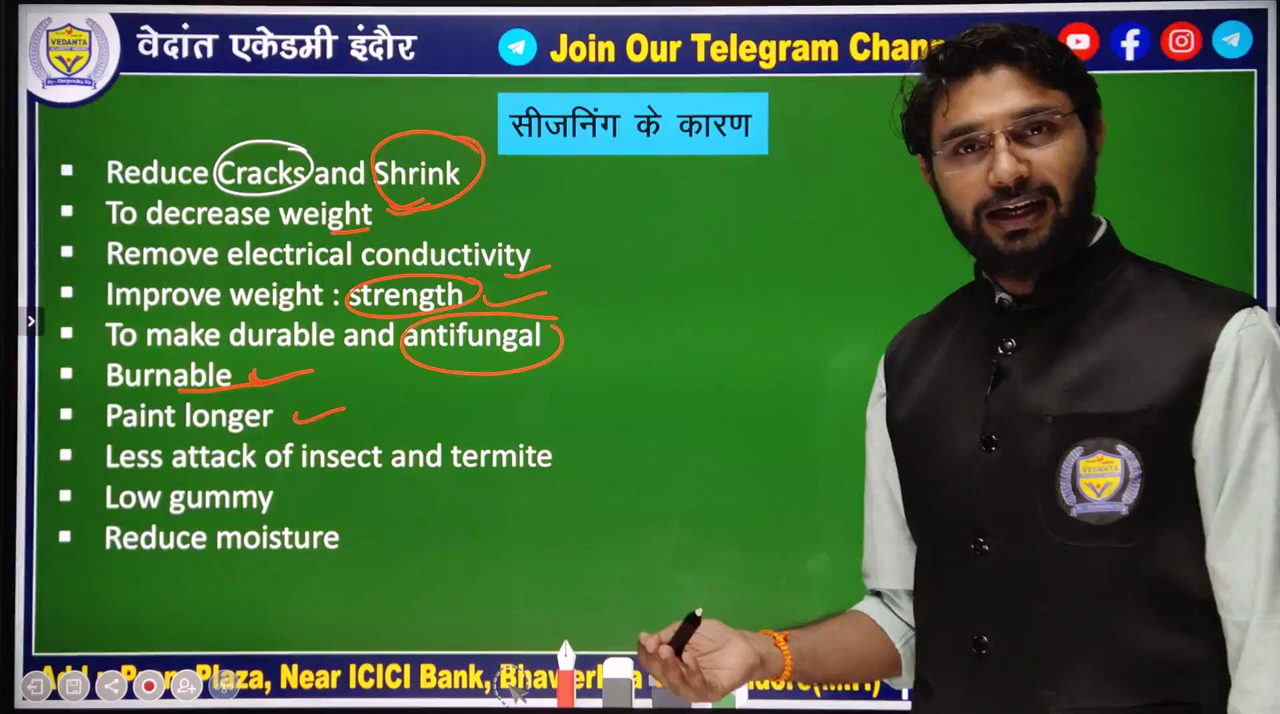 VEDANTA
वेदांत एकेडमी इंदौर
Join Our Telegram
सीजनिंग के कारण
▪ Reduce Cracks and Shrink
▪ To decrease weight
▪ Remove electrical conductivity
▪ Improve weight : strength
▪ To make durable and antifungal
▪ Burnable
▪ Paint longer
▪ Less attack of insect and termite
▪ Low gummy
▪ Reduce moisture
VEDANTA
Plaza, Near ICICI Bank,